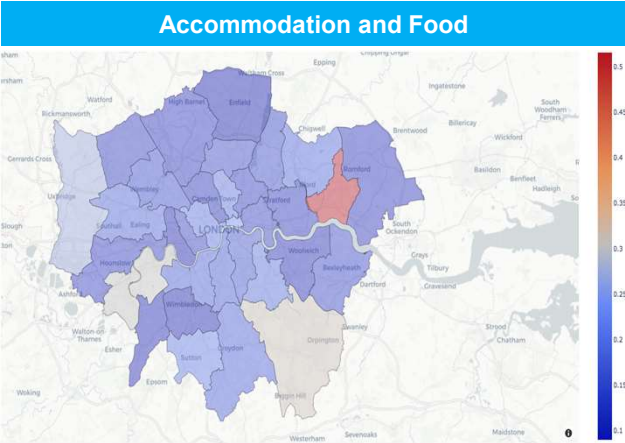 Accommodation and Food
Epping
Waltham Cross
Ingatestone
Watford
High Barnet
Enfield
South
Woodham
Ferrers
Rickmansworth
Chigwell
Brentwood
Billericay
Wickford
Cerrards Cross
Romford
Basildon
Benfleet
Hadleigh
Uxbridge
Wembley
Camden Town
Stratford
Ilford
Slough
Southall
Ealing
LONDON
South
Ockendon
Hounslow
Woolwich
Grays
Tilbury
Bexleyheath
Dartford
Gravesend
Ashford
Wimbledon
Walton-on
Thames
Swanley
Strood
Chatham
Esher
Croydon
Orpington
Sutton
Epsom
Woking
Biggin Hill
Westerham
Sevenoaks
Maidstone
0.5
0.45
0.4
0.35
0.3
0.25
0.2
0.15
0.1